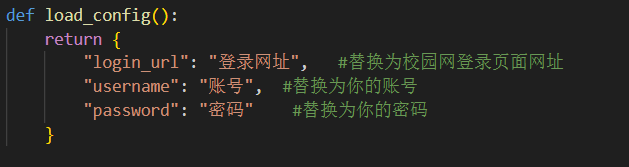 def load_config():
    return {
        "login_url": "登录网址",   #替换为校园网登录页面网址
        "username": "账号",  #替换为你的账号
        "password": "密码"    #替换为你的密码
    }